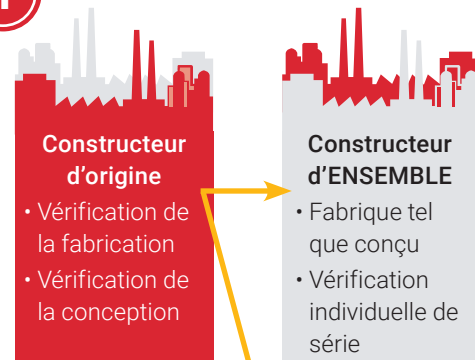 Constructeur
d'origine
• Vérification de
la fabrication
• Vérification de
la conception
Constructeur
d'ENSEMBLE
• Fabrique tel
que conçu
• Vérification
individuelle de
série